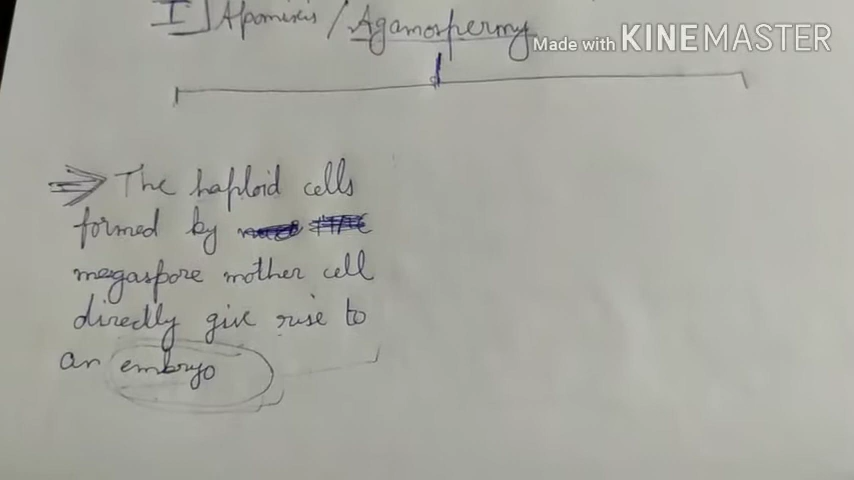 I] Apomixis / Agamospermy
Made with KINEMASTER
⇒ The haploid cells
formed by
megaspore mother cell
directly give rise to
an embryo